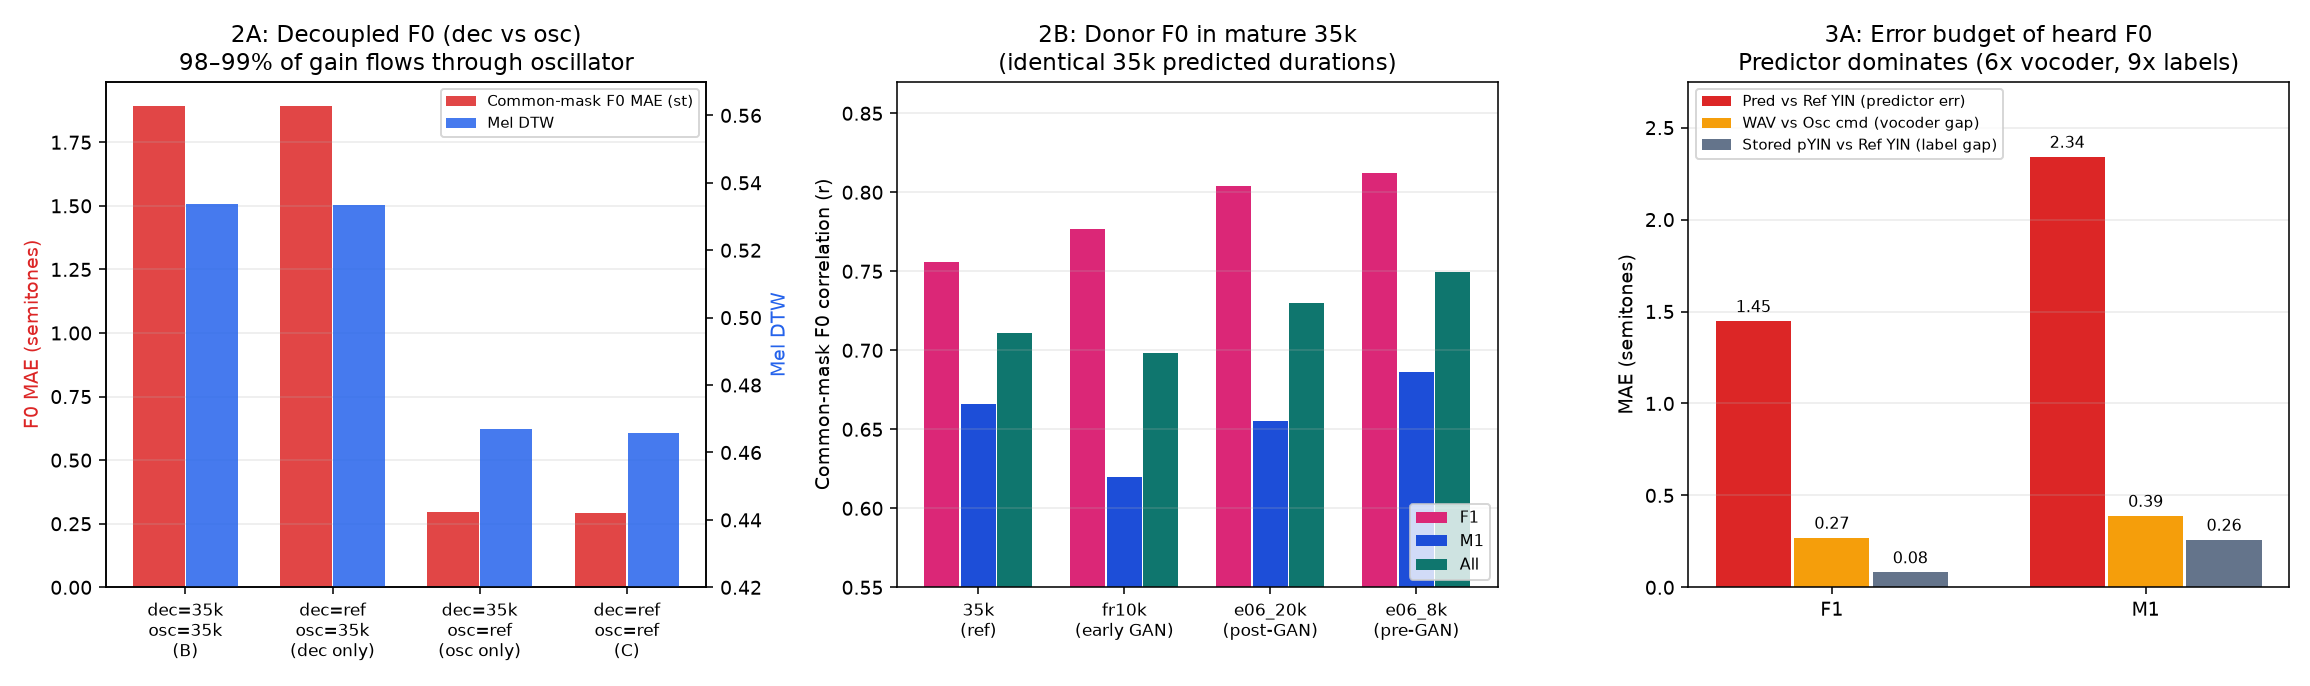 2A: Decoupled F0 (dec vs osc)
98–99% of gain flows through oscillator
Common-mask F0 MAE (st)
Mel DTW
F0 MAE (semitones)
1.75
1.50
1.25
1.00
0.75
0.50
0.25
0.00
0.56
0.54
0.52
0.50
0.48
0.46
0.44
0.42
Mel DTW
dec=35k
osc=35k
(B)
dec=ref
osc=35k
(dec only)
dec=35k
osc=ref
(osc only)
dec=ref
osc=ref
(C)
2B: Donor F0 in mature 35k
(identical 35k predicted durations)
Common-mask F0 correlation (r)
0.85
0.80
0.75
0.70
0.65
0.60
0.55
F1
M1
All
35k
(ref)
fr10k
(early GAN)
e06_20k
(post-GAN)
e06_8k
(pre-GAN)
3A: Error budget of heard F0
Predictor dominates (6x vocoder, 9x labels)
Pred vs Ref YIN (predictor err)
WAV vs Osc cmd (vocoder gap)
Stored pYIN vs Ref YIN (label gap)
MAE (semitones)
2.5
2.0
1.5
1.0
0.5
0.0
1.45
0.27
0.08
2.34
0.39
0.26
F1
M1